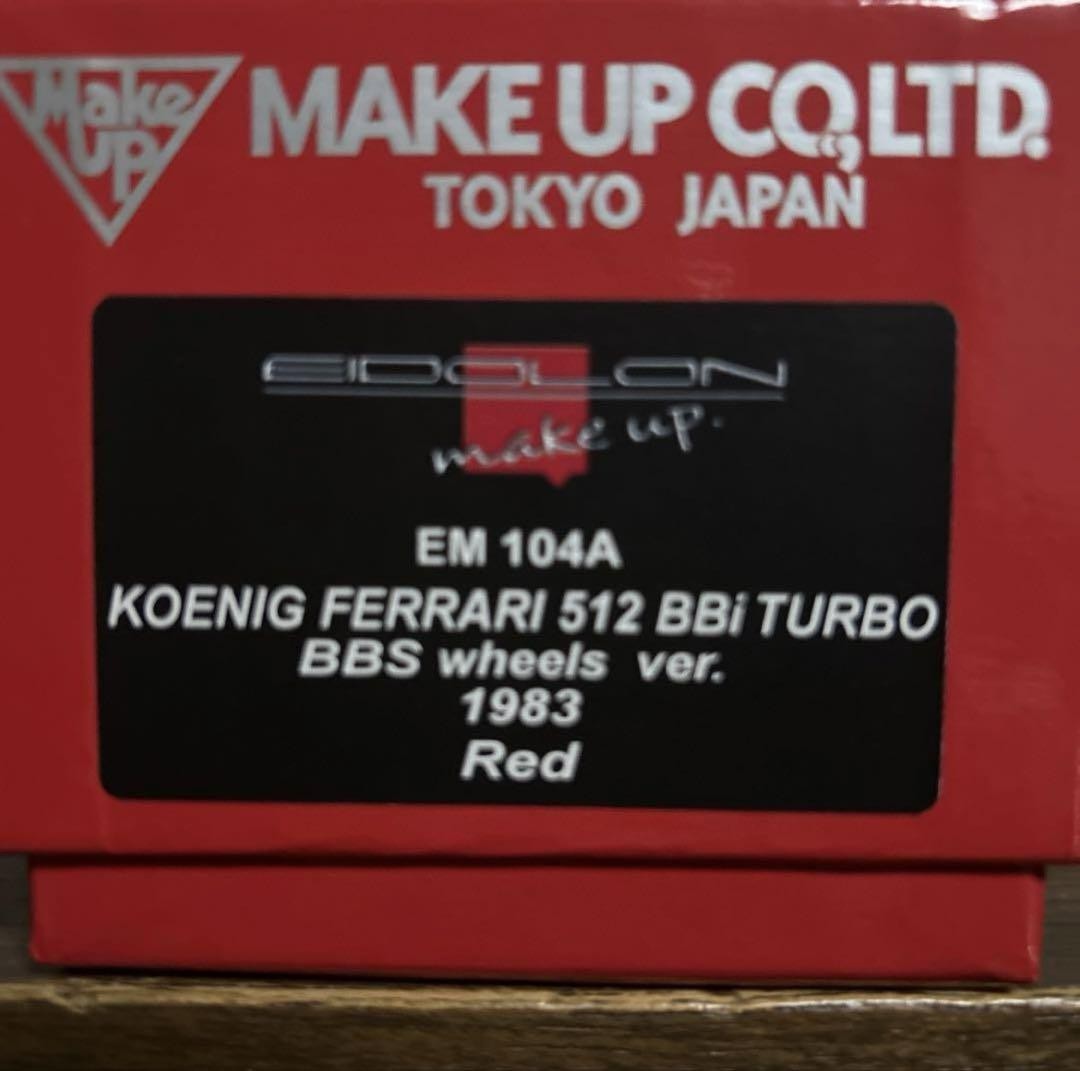 Make UP
MAKE UP CO.,LTD.
TOKYO JAPAN
EIDOLON
make up.
EM 104A
KOENIG FERRARI 512 BBi TURBO
BBS wheels ver.
1983
Red